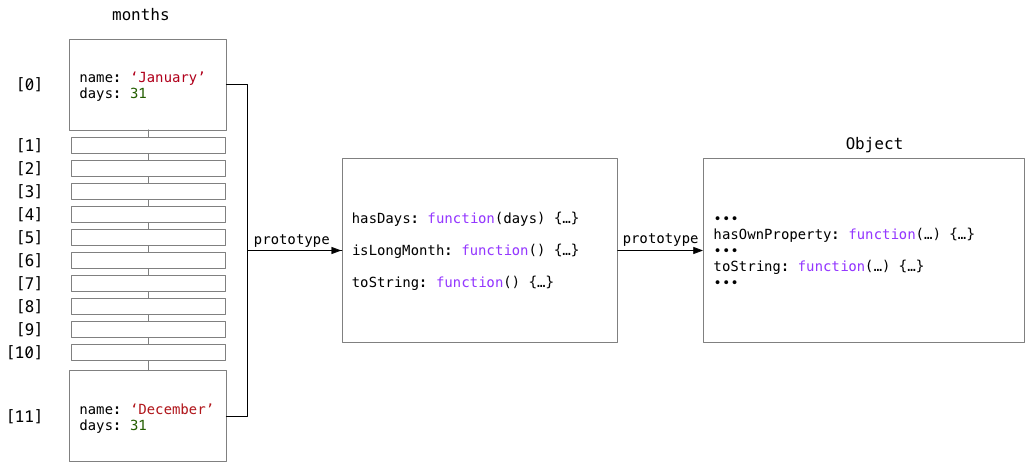 months
[0]
name: ‘January’
days: 31
[1]
[2]
[3]
[4]
[5]
[6]
[7]
[8]
[9]
[10]
[11]
name: ‘December’
days: 31
prototype
hasDays: function(days) {…}
isLongMonth: function() {…}
toString: function() {…}
prototype
Object
•••
hasOwnProperty: function(…) {…}
•••
toString: function(…) {…}
•••